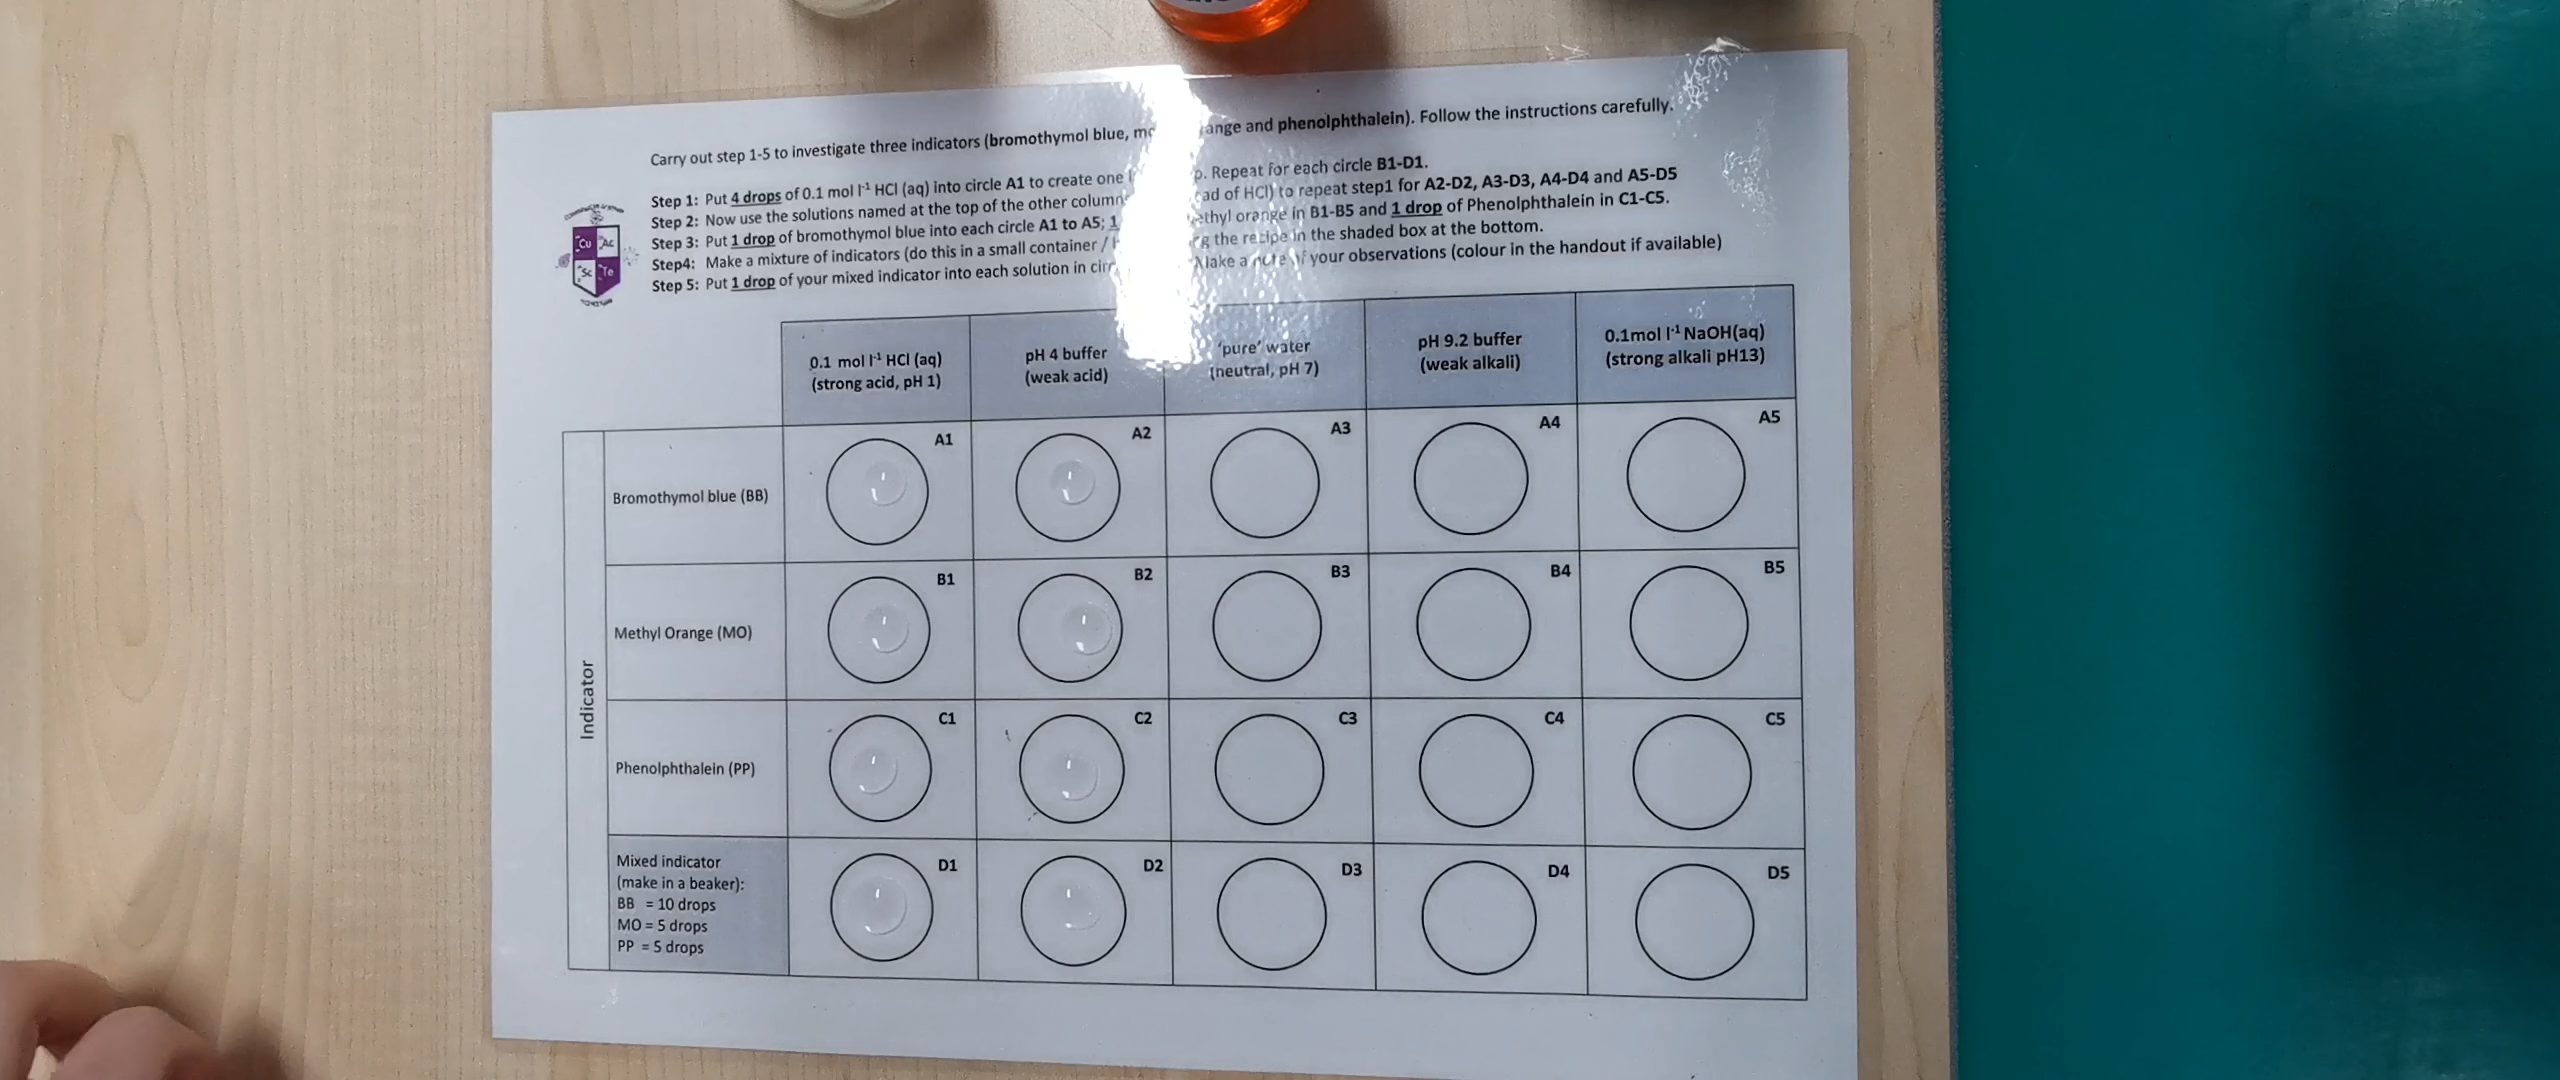 Carry out step 1-5 to investigate three indicators (bromothymol blue, ange and phenolphthalein). Follow the instructions carefully.
Step 1: Put 4 drops of 0.1 mol l⁻¹ HCl (aq) into circle A1 to create one Repeat for each circle B1-D1.
Step 2: Now use the solutions named at the top of the other column of HCl) to repeat step1 for A2-D2, A3-D3, A4-D4 and A5-D5
Step 3: Put 1 drop of bromothymol blue into each circle A1 to A5; 1 ethyl orange in B1-B5 and 1 drop of Phenolphthalein in C1-C5.
Step4: Make a mixture of indicators (do this in a small container / the recipe in the shaded box at the bottom.
Step 5: Put 1 drop of your mixed indicator into each solution in Make a note of your observations (colour in the handout if available)
Cu Ac
Sc Te
0.1 mol l⁻¹ HCl (aq)
(strong acid, pH 1)
pH 4 buffer
(weak acid)
'pure' water
(neutral, pH 7)
pH 9.2 buffer
(weak alkali)
0.1mol l⁻¹ NaOH(aq)
(strong alkali pH13)
Indicator
Bromothymol blue (BB)
A1
A2
A3
A4
A5
Methyl Orange (MO)
B1
B2
B3
B4
B5
Phenolphthalein (PP)
C1
C2
C3
C4
C5
Mixed indicator
(make in a beaker):
BB = 10 drops
MO = 5 drops
PP = 5 drops
D1
D2
D3
D4
D5